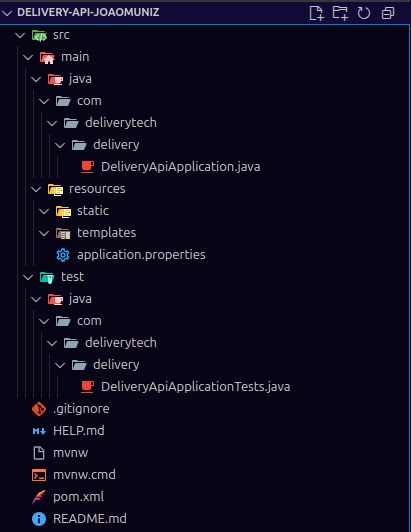 DELIVERY-API-JOAOMUNIZ
src
main
java
com
deliverytech
delivery
DeliveryApiApplication.java
resources
static
templates
application.properties
test
java
com
deliverytech
delivery
DeliveryApiApplicationTests.java
.gitignore
HELP.md
mvnw
mvnw.cmd
pom.xml
README.md